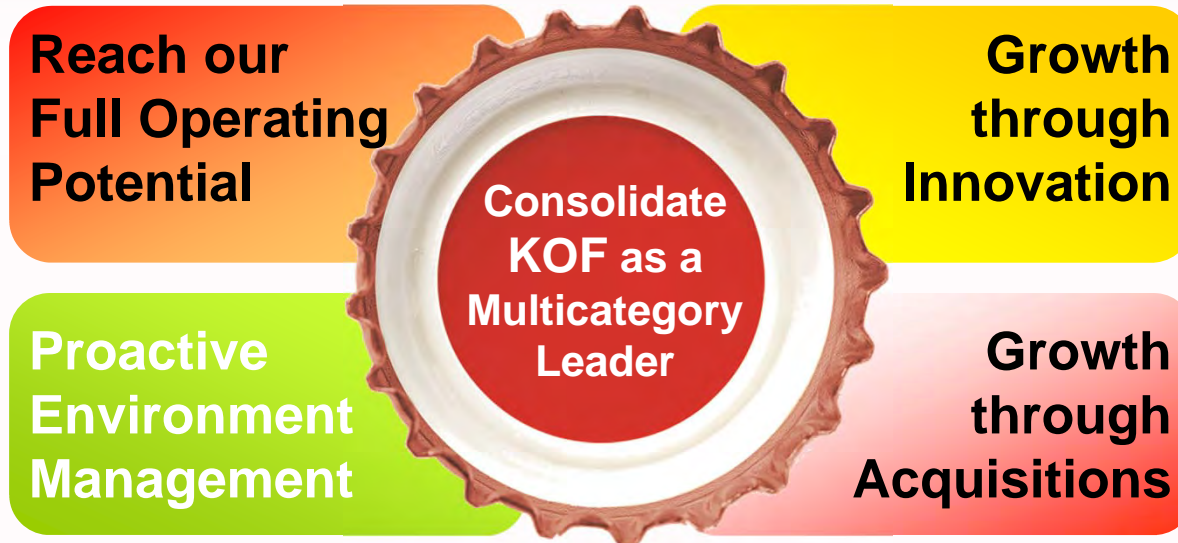 Reach our
Full Operating
Potential
Growth
through
Innovation
Consolidate
KOF as a
Multicategory
Leader
Proactive
Environment
Management
Growth
through
Acquisitions